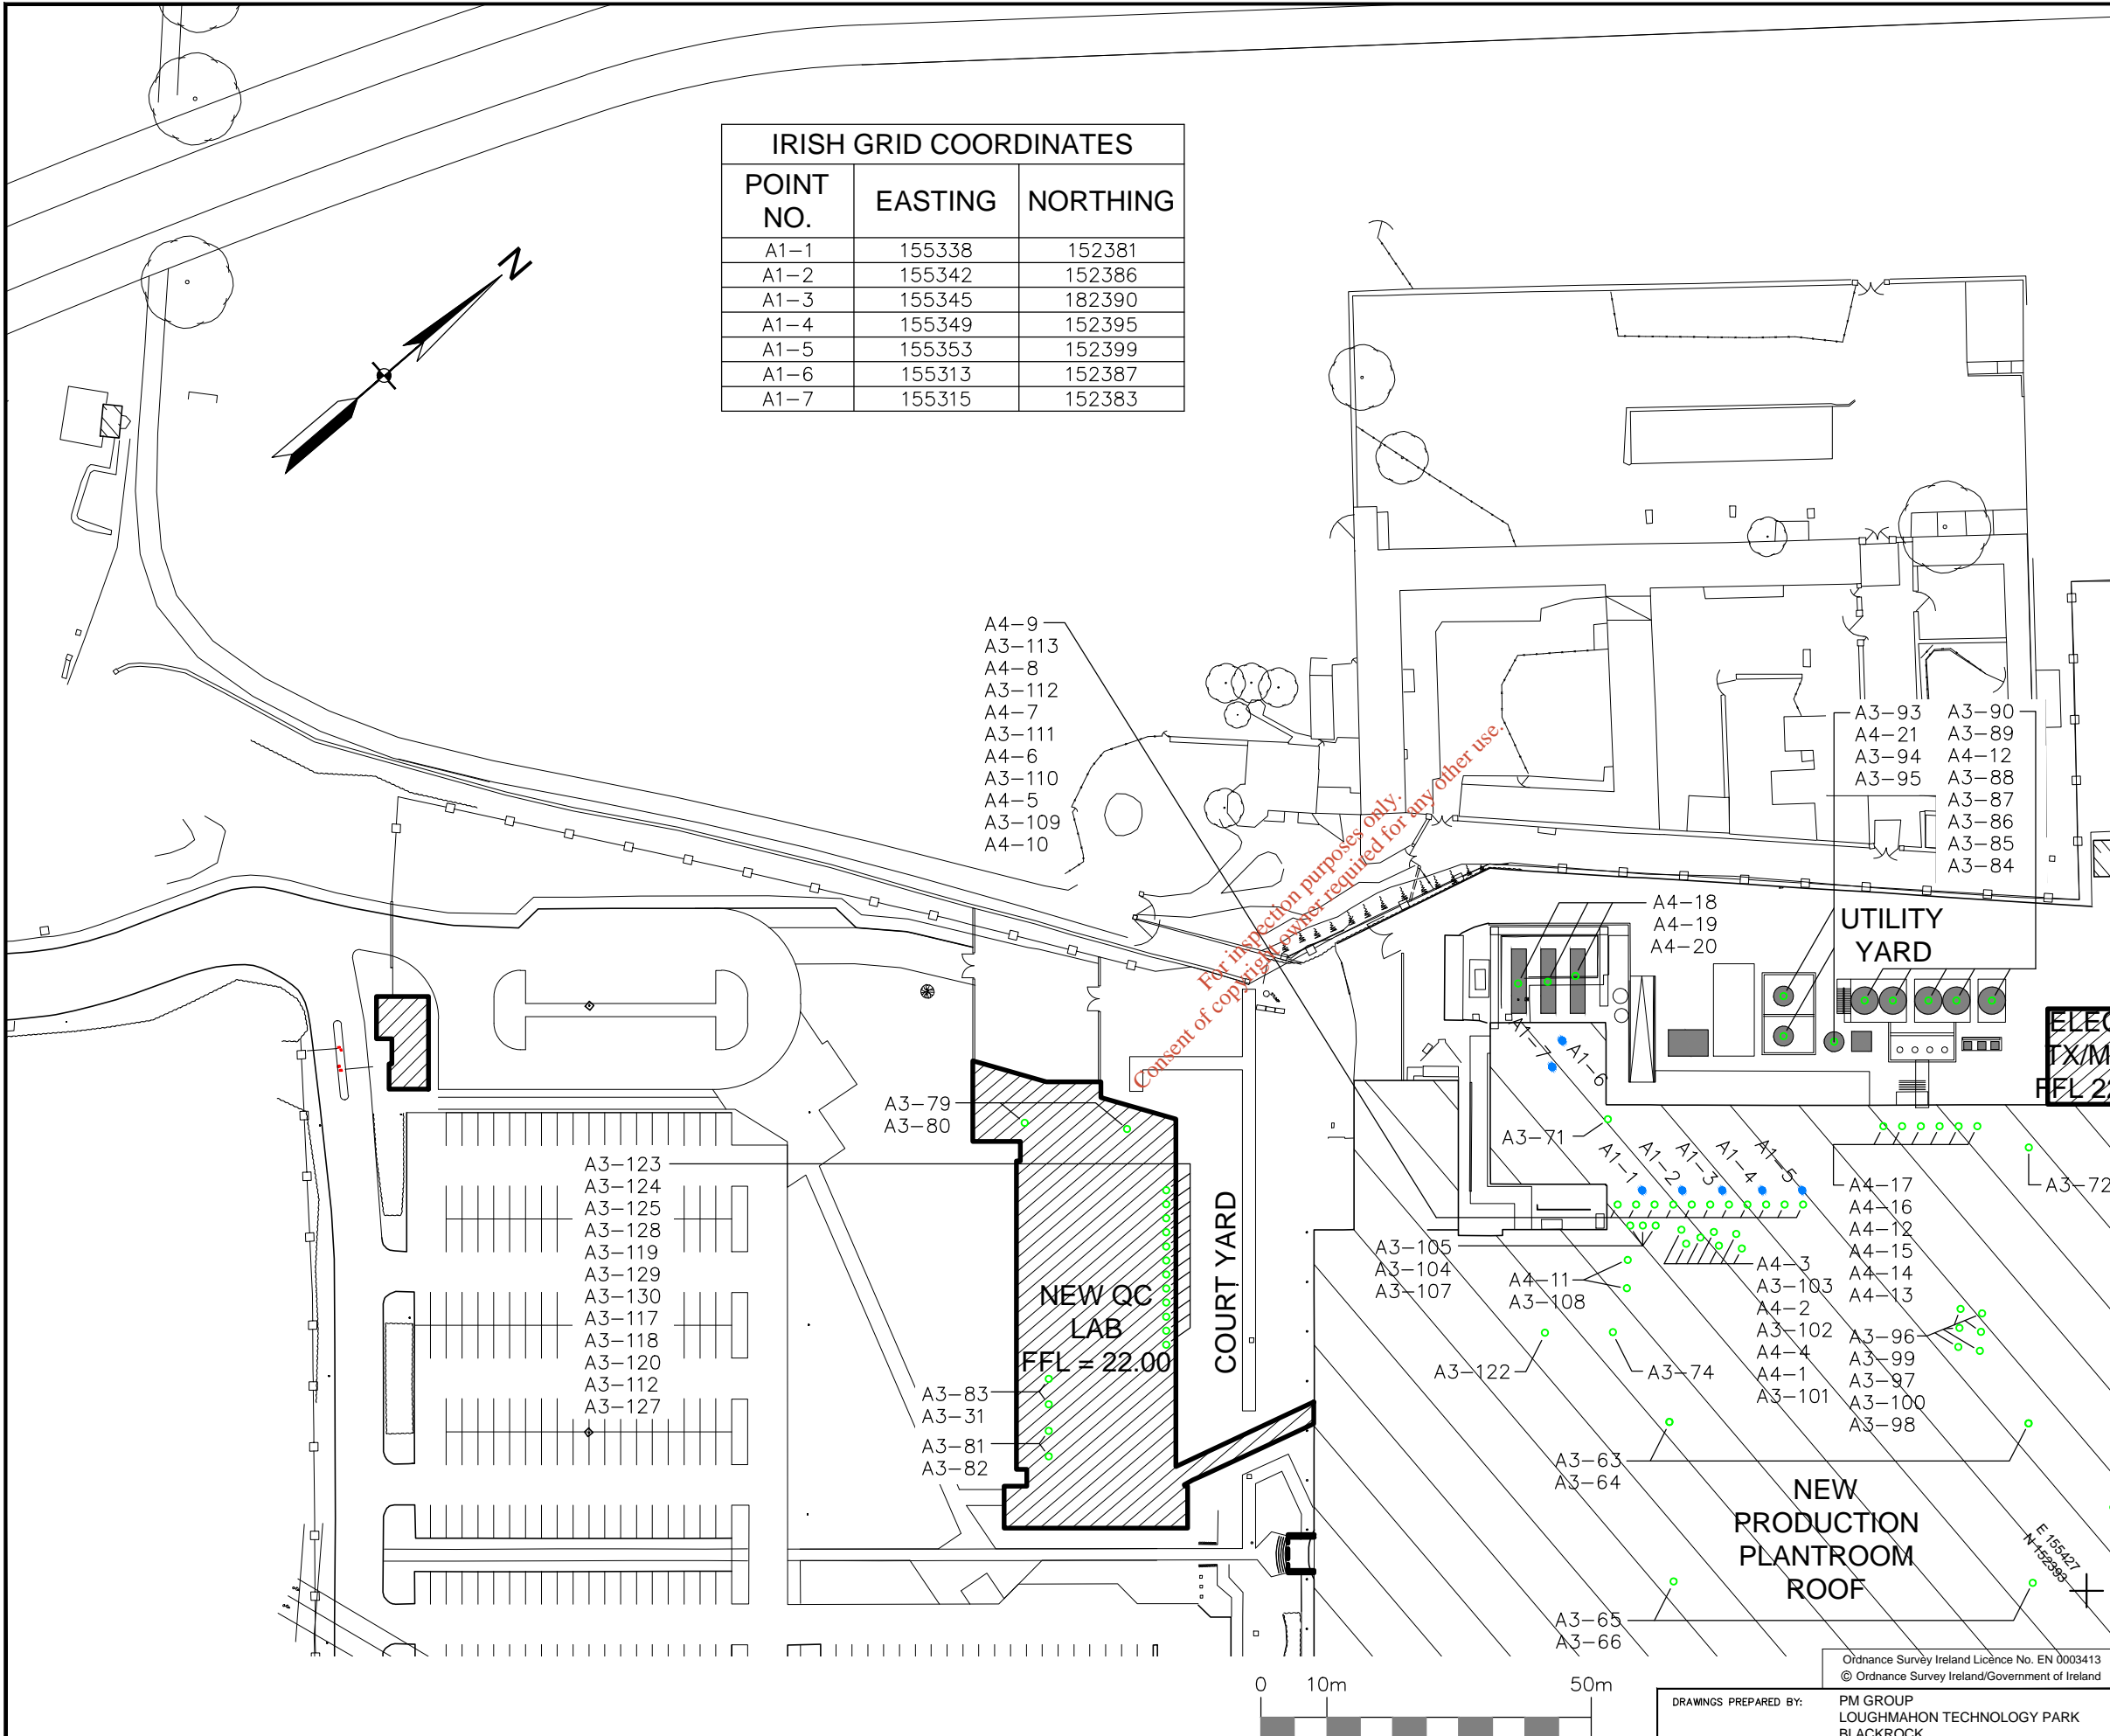 IRISH GRID COORDINATES
POINT NO. EASTING NORTHING
A1-1 155338 152381
A1-2 155342 152386
A1-3 155345 182390
A1-4 155349 152395
A1-5 155353 152399
A1-6 155313 152387
A1-7 155315 152383
N
A4-9
A3-113
A4-8
A3-112
A4-7
A3-111
A4-6
A3-110
A4-5
A3-109
A4-10
For inspection purposes only.
Consent of copyright owner required for any other use.
A3-93
A4-21
A3-94
A3-95
A3-90
A3-89
A4-12
A3-88
A3-87
A3-86
A3-85
A3-84
A4-18
A4-19
A4-20
UTILITY
YARD
A1-7
A1-6
A3-79
A3-80
A3-71
A1-1
A1-2
A1-3
A1-4
A1-5
A3-72
A3-123
A3-124
A3-125
A3-128
A3-119
A3-129
A3-130
A3-117
A3-118
A3-120
A3-112
A3-127
A4-17
A4-16
A4-12
A4-15
A4-14
A4-13
COURT YARD
NEW QC
LAB
FFL = 22.00
A3-105
A3-104
A3-107
A4-11
A3-108
A4-3
A3-103
A4-2
A3-102
A4-4
A4-1
A3-101
A3-96
A3-99
A3-97
A3-100
A3-98
A3-122
A3-74
A3-83
A3-31
A3-81
A3-82
A3-63
A3-64
NEW
PRODUCTION
PLANTROOM
ROOF
E 155427
N 152393
A3-65
A3-66
Ordnance Survey Ireland Licence No. EN 0003413
© Ordnance Survey Ireland/Government of Ireland
0 10m 50m
DRAWINGS PREPARED BY: PM GROUP
LOUGHMAHON TECHNOLOGY PARK
BLACKROCK